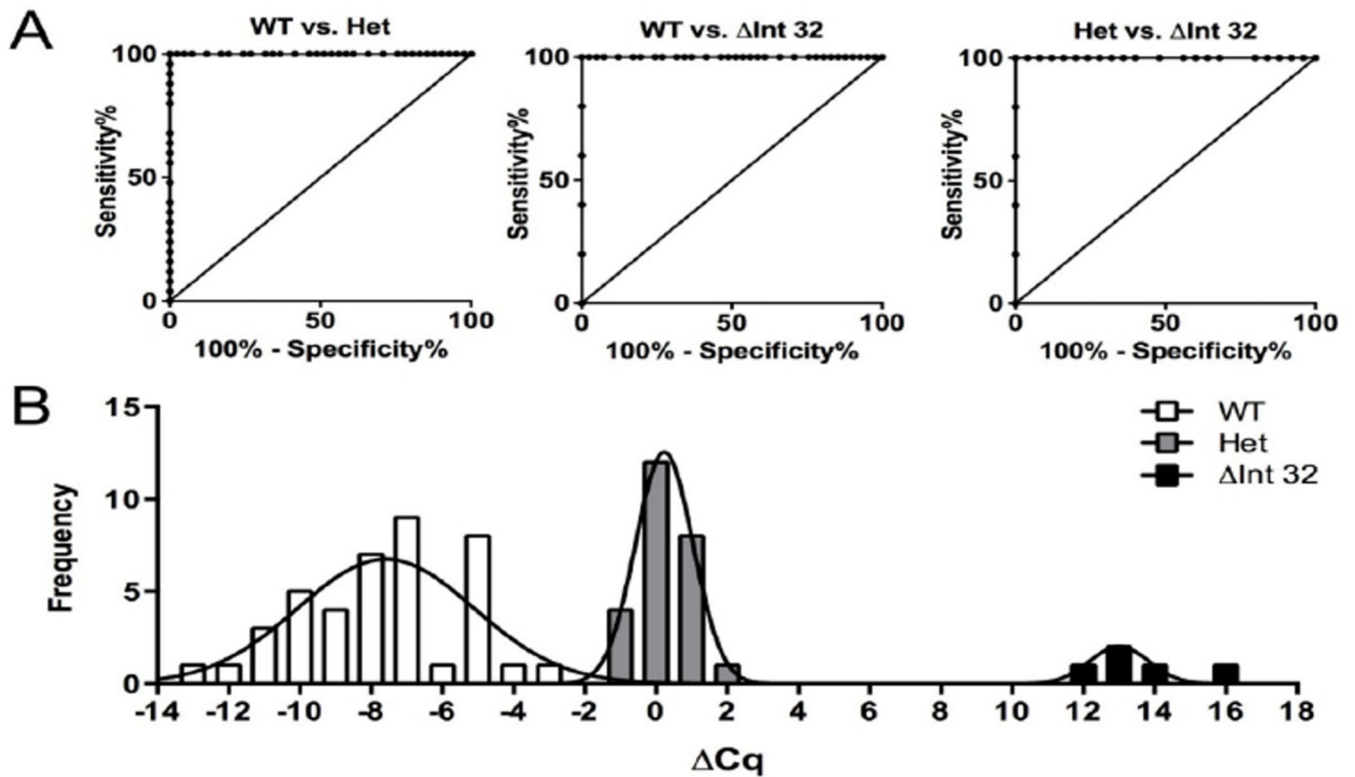 A
WT vs. Het
WT vs. ΔInt 32
Het vs. ΔInt 32
100
50
0
Sensitivity%
0 50 100
100% - Specificity%
100
50
0
Sensitivity%
0 50 100
100% - Specificity%
100
50
0
Sensitivity%
0 50 100
100% - Specificity%
B
15
10
5
0
Frequency
WT
Het
ΔInt 32
-14 -12 -10 -8 -6 -4 -2 0 2 4 6 8 10 12 14 16 18
ΔCq